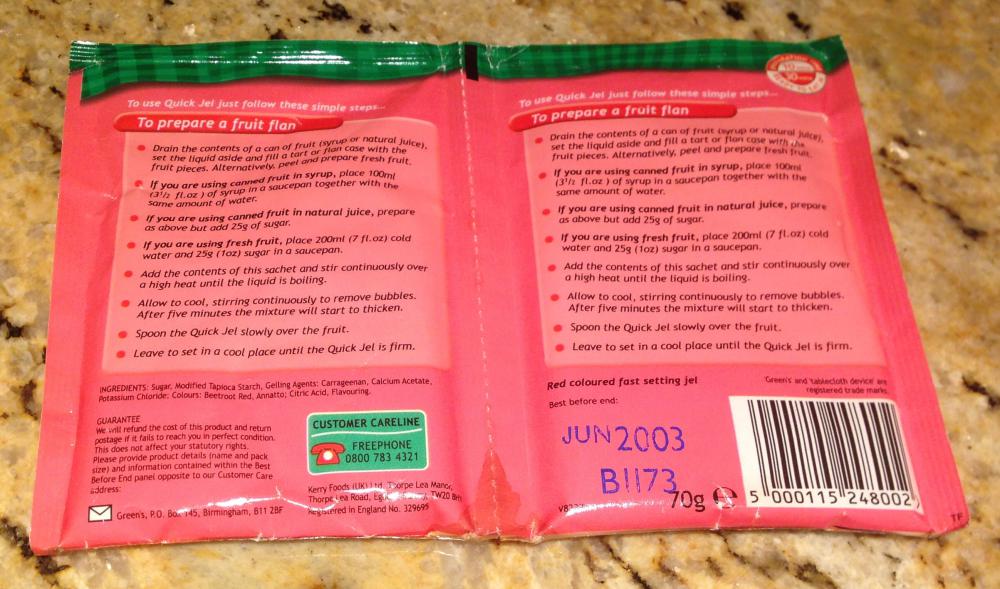 To use Quick Jel just follow these simple steps...
To prepare a fruit flan
Drain the contents of a can of fruit (syrup or natural juice),
set the liquid aside and fill a tart or flan case with the
fruit pieces. Alternatively, peel and prepare fresh fruit.
If you are using canned fruit in syrup, place 100ml
(3 1/2 fl.oz ) of syrup in a saucepan together with the
same amount of water.
If you are using canned fruit in natural juice, prepare
as above but add 25g of sugar.
If you are using fresh fruit, place 200ml (7 fl.oz) cold
water and 25g (1oz) sugar in a saucepan.
Add the contents of this sachet and stir continuously over
a high heat until the liquid is boiling.
Allow to cool, stirring continuously to remove bubbles.
After five minutes the mixture will start to thicken.
Spoon the Quick Jel slowly over the fruit.
Leave to set in a cool place until the Quick Jel is firm.
INGREDIENTS: Sugar, Modified Tapioca Starch, Gelling Agents: Carrageenan, Calcium Acetate,
Potassium Chloride; Colours: Beetroot Red, Annatto; Citric Acid, Flavouring.
GUARANTEE
We will refund the cost of this product and return
postage if it fails to reach you in perfect condition.
This does not affect your statutory rights.
Please provide product details (name and pack
size) and information contained within the Best
Before End panel opposite to our Customer Care
address:
Green's, P.O. Box 145, Birmingham, B11 2BF
CUSTOMER CARELINE
FREEPHONE
0800 783 4321
Kerry Foods (UK) Ltd, Thorpe Lea Manor,
Thorpe Lea Road, TW20
Registered in England No. 329695
To use Quick Jel just follow these simple steps...
To prepare a fruit flan
Drain the contents of a can of fruit (syrup or natural juice),
set the liquid aside and fill a tart or flan case with the
fruit pieces. Alternatively, peel and prepare fresh fruit.
If you are using canned fruit in syrup, place 100ml
(3 1/2 fl.oz ) of syrup in a saucepan together with the
same amount of water.
If you are using canned fruit in natural juice, prepare
as above but add 25g of sugar.
If you are using fresh fruit, place 200ml (7 fl.oz) cold
water and 25g (1oz) sugar in a saucepan.
Add the contents of this sachet and stir continuously over
a high heat until the liquid is boiling.
Allow to cool, stirring continuously to remove bubbles.
After five minutes the mixture will start to thicken.
Spoon the Quick Jel slowly over the fruit.
Leave to set in a cool place until the Quick Jel is firm.
Red coloured fast setting jel
Best before end:
'Green's' and 'tablecloth device' are
registered trade marks.
JUN 2003
B1173
70g e
5 000115 248002
TF